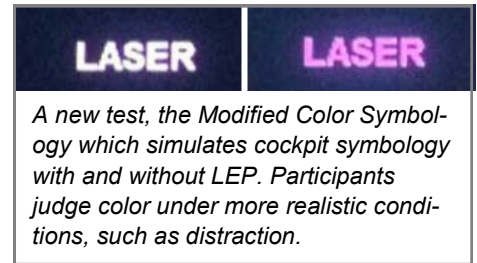 LASER LASER
A new test, the Modified Color Symbol-
ogy which simulates cockpit symbology
with and without LEP. Participants
judge color under more realistic condi-
tions, such as distraction.